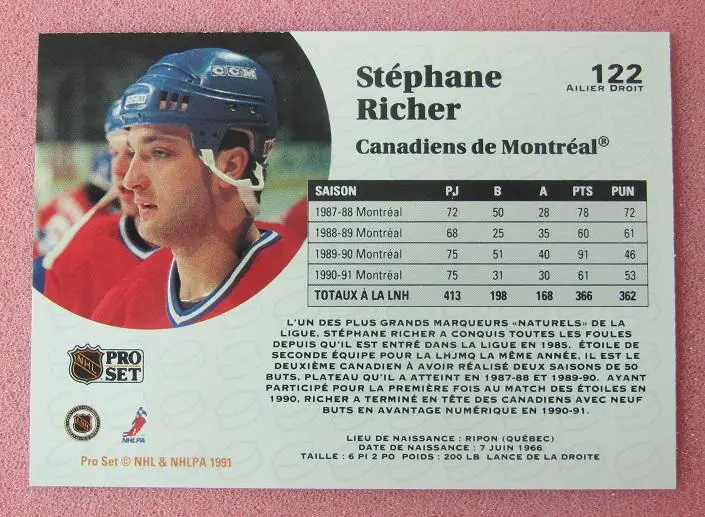 CCM
Stéphane
Richer
122
AILIER DROIT
Canadiens de Montréal®
SAISON PJ B A PTS PUN
1987-88 Montréal 72 50 28 78 72
1988-89 Montréal 68 25 35 60 61
1989-90 Montréal 75 51 40 91 46
1990-91 Montréal 75 31 30 61 53
TOTAUX À LA LNH 413 198 168 366 362
L'UN DES PLUS GRANDS MARQUEURS «NATURELS» DE LA
LIGUE, STÉPHANE RICHER A CONQUIS TOUTES LES FOULES
DEPUIS QU'IL EST ENTRÉ DANS LA LIGUE EN 1985. ÉTOILE DE
SECONDE ÉQUIPE POUR LA LHJMQ LA MÊME ANNÉE, IL EST LE
DEUXIÈME CANADIEN À AVOIR RÉALISÉ DEUX SAISONS DE 50
BUTS, PLATEAU QU'IL A ATTEINT EN 1987-88 ET 1989-90. AYANT
PARTICIPÉ POUR LA PREMIÈRE FOIS AU MATCH DES ÉTOILES EN
1990, RICHER A TERMINÉ EN TÊTE DES CANADIENS AVEC NEUF
BUTS EN AVANTAGE NUMÉRIQUE EN 1990-91.
NHL PRO
SET
NHLPA
LIEU DE NAISSANCE : RIPON (QUÉBEC)
DATE DE NAISSANCE : 7 JUIN 1966
TAILLE : 6 PI 2 PO POIDS : 200 LB LANCE DE LA DROITE
Pro Set © NHL & NHLPA 1991